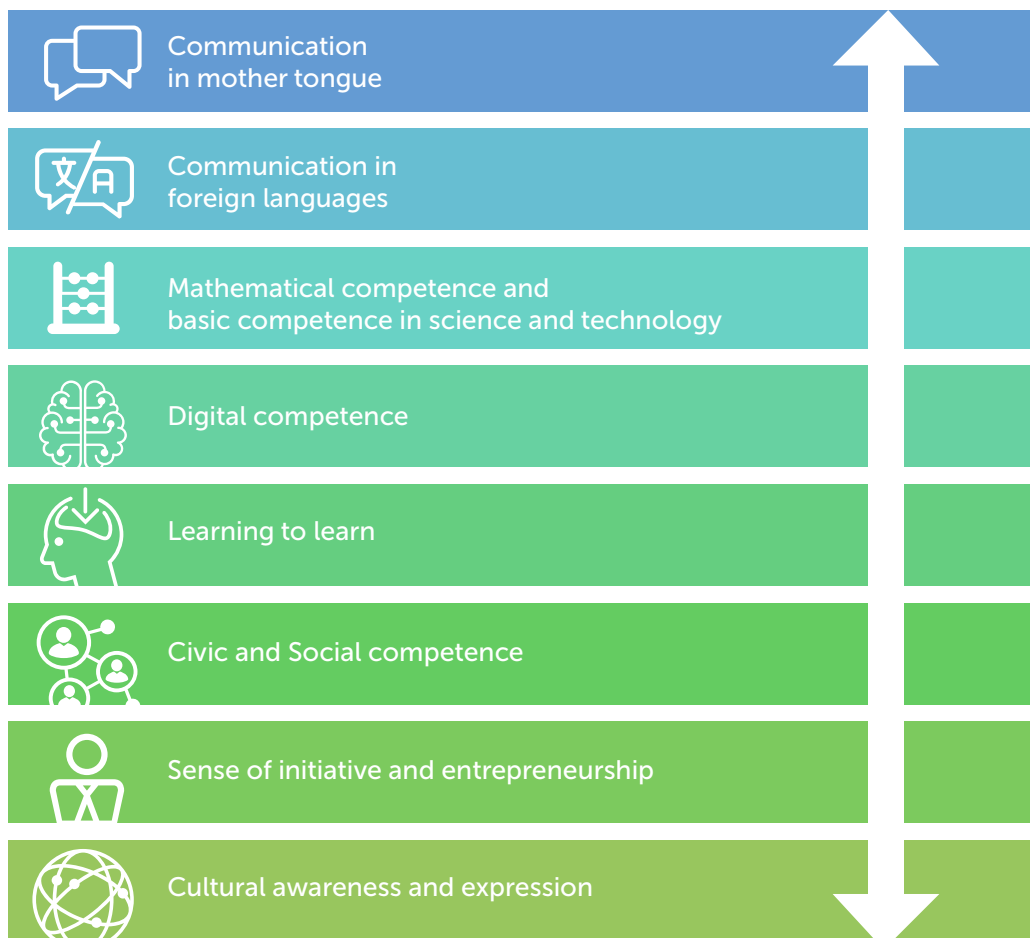 Communication
in mother tongue
文
A
Communication in
foreign languages
Mathematical competence and
basic competence in science and technology
Digital competence
Learning to learn
Civic and Social competence
Sense of initiative and entrepreneurship
Cultural awareness and expression